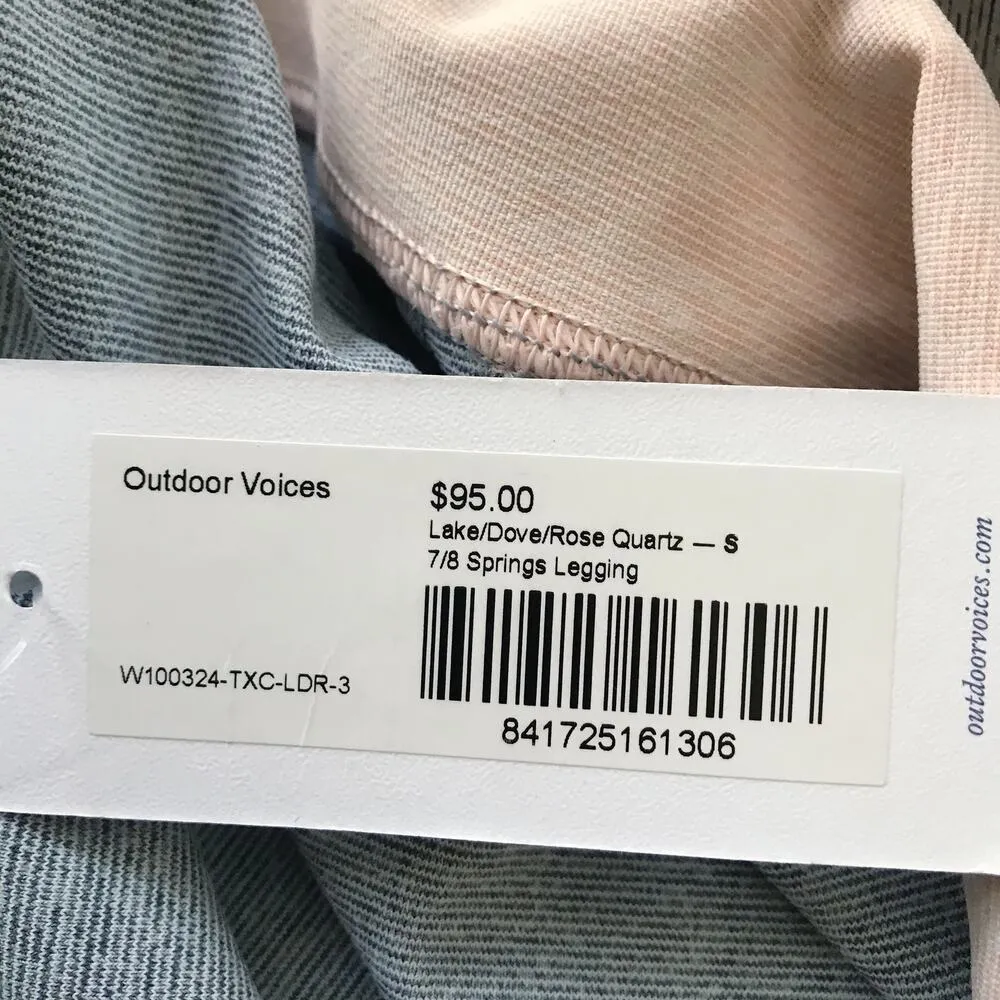 Outdoor Voices
$95.00
Lake/Dove/Rose Quartz — S
7/8 Springs Legging
W100324-TXC-LDR-3
841725161306
outdoorvoices.com